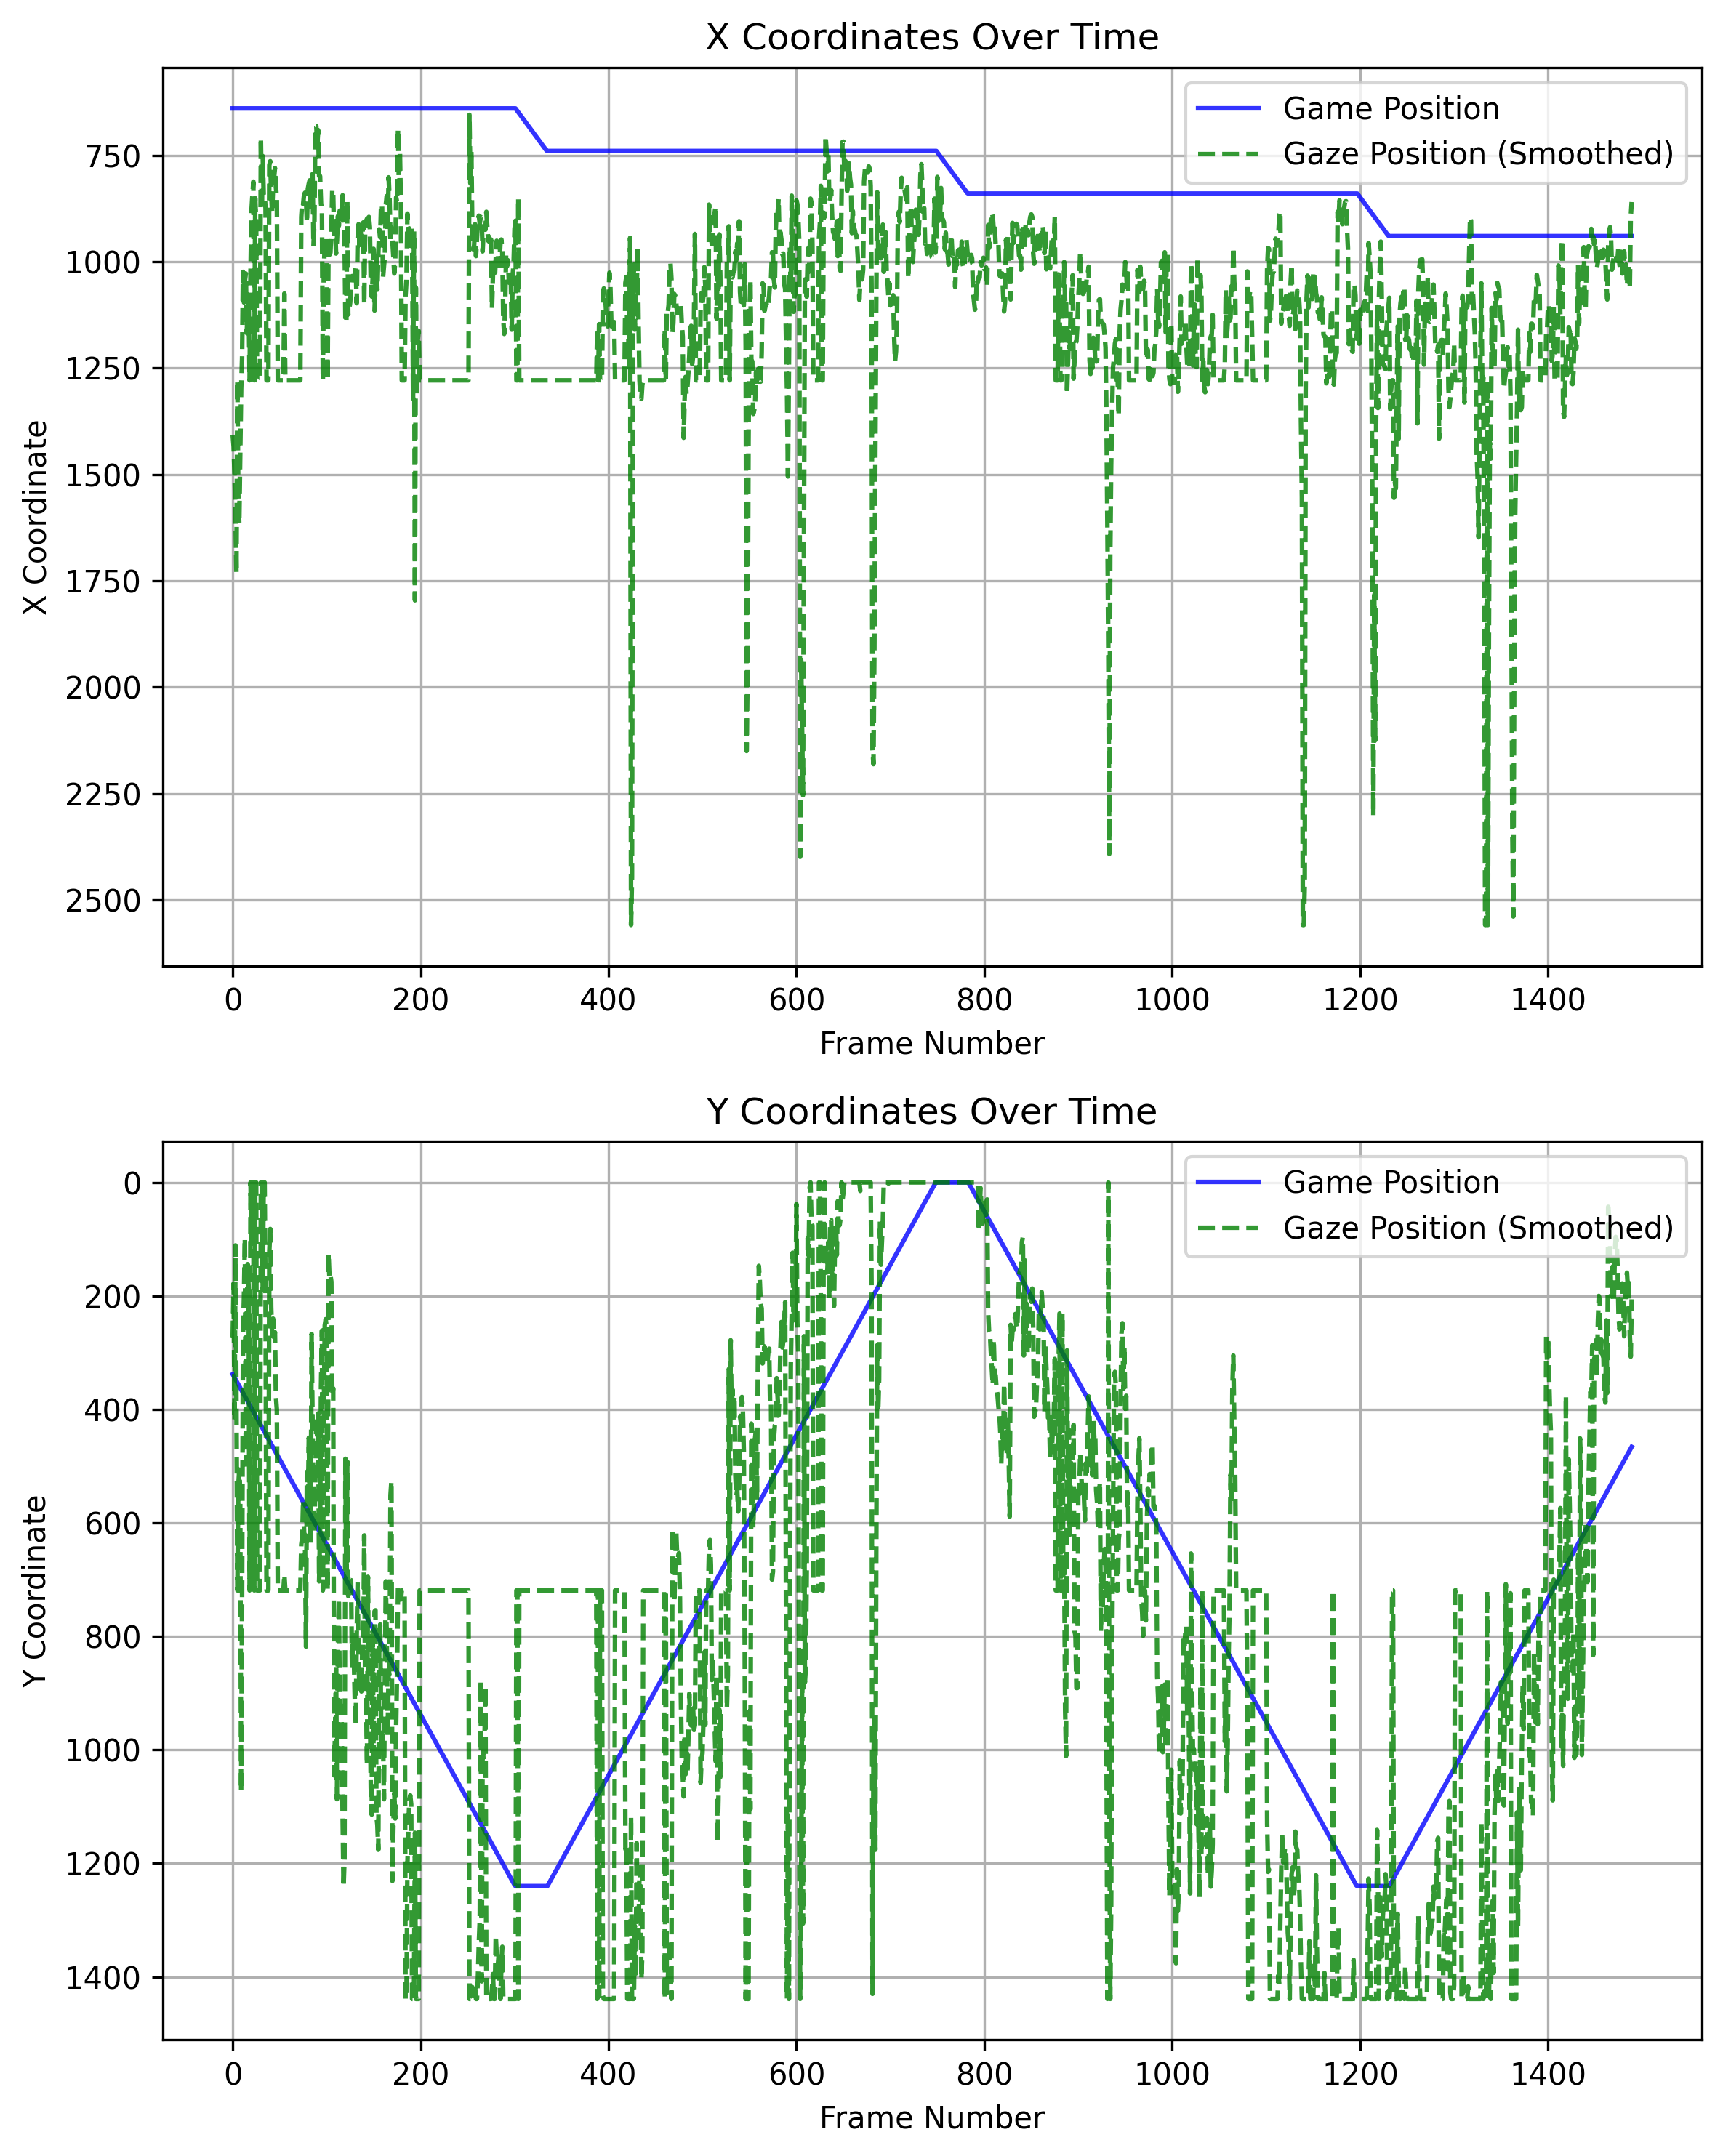 X Coordinates Over Time
Game Position
Gaze Position (Smoothed)
750
1000
1250
1500
1750
2000
2250
2500
X Coordinate
0 200 400 600 800 1000 1200 1400
Frame Number
Y Coordinates Over Time
Game Position
Gaze Position (Smoothed)
0
200
400
600
800
1000
1200
1400
Y Coordinate
0 200 400 600 800 1000 1200 1400
Frame Number